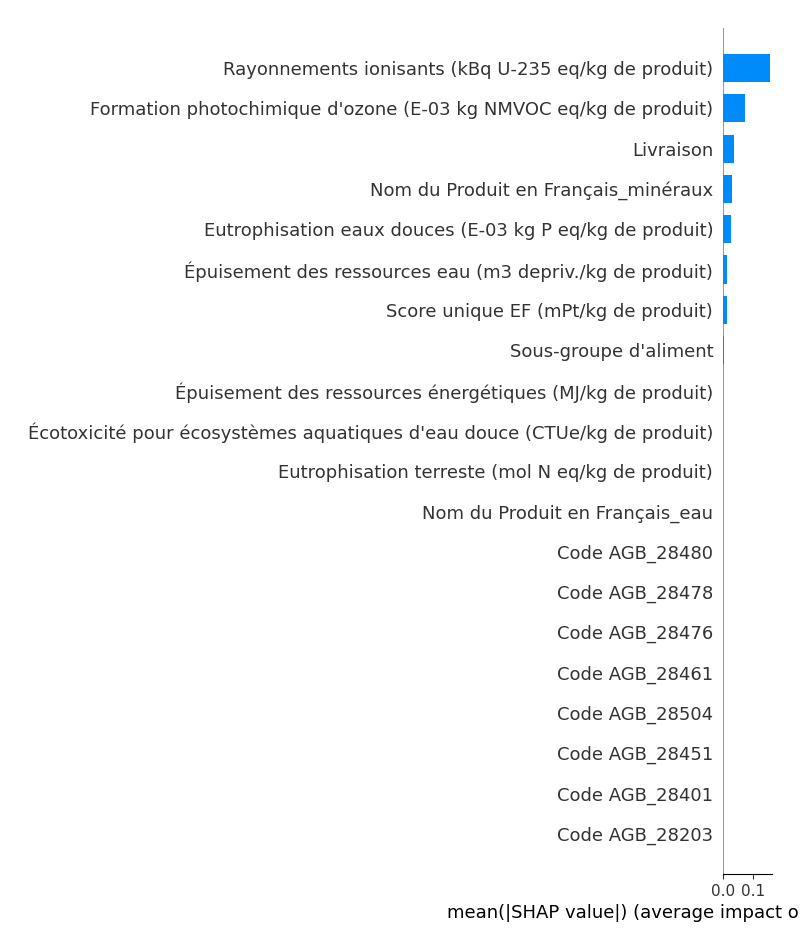 Rayonnements ionisants (kBq U-235 eq/kg de produit)
Formation photochimique d'ozone (E-03 kg NMVOC eq/kg de produit)
Livraison
Nom du Produit en Français_minéraux
Eutrophisation eaux douces (E-03 kg P eq/kg de produit)
Épuisement des ressources eau (m3 depriv./kg de produit)
Score unique EF (mPt/kg de produit)
Sous-groupe d'aliment
Épuisement des ressources énergétiques (MJ/kg de produit)
Écotoxicité pour écosystèmes aquatiques d'eau douce (CTUe/kg de produit)
Eutrophisation terreste (mol N eq/kg de produit)
Nom du Produit en Français_eau
Code AGB_28480
Code AGB_28478
Code AGB_28476
Code AGB_28461
Code AGB_28504
Code AGB_28451
Code AGB_28401
Code AGB_28203
0.0 0.1
mean(|SHAP value|) (average impact o